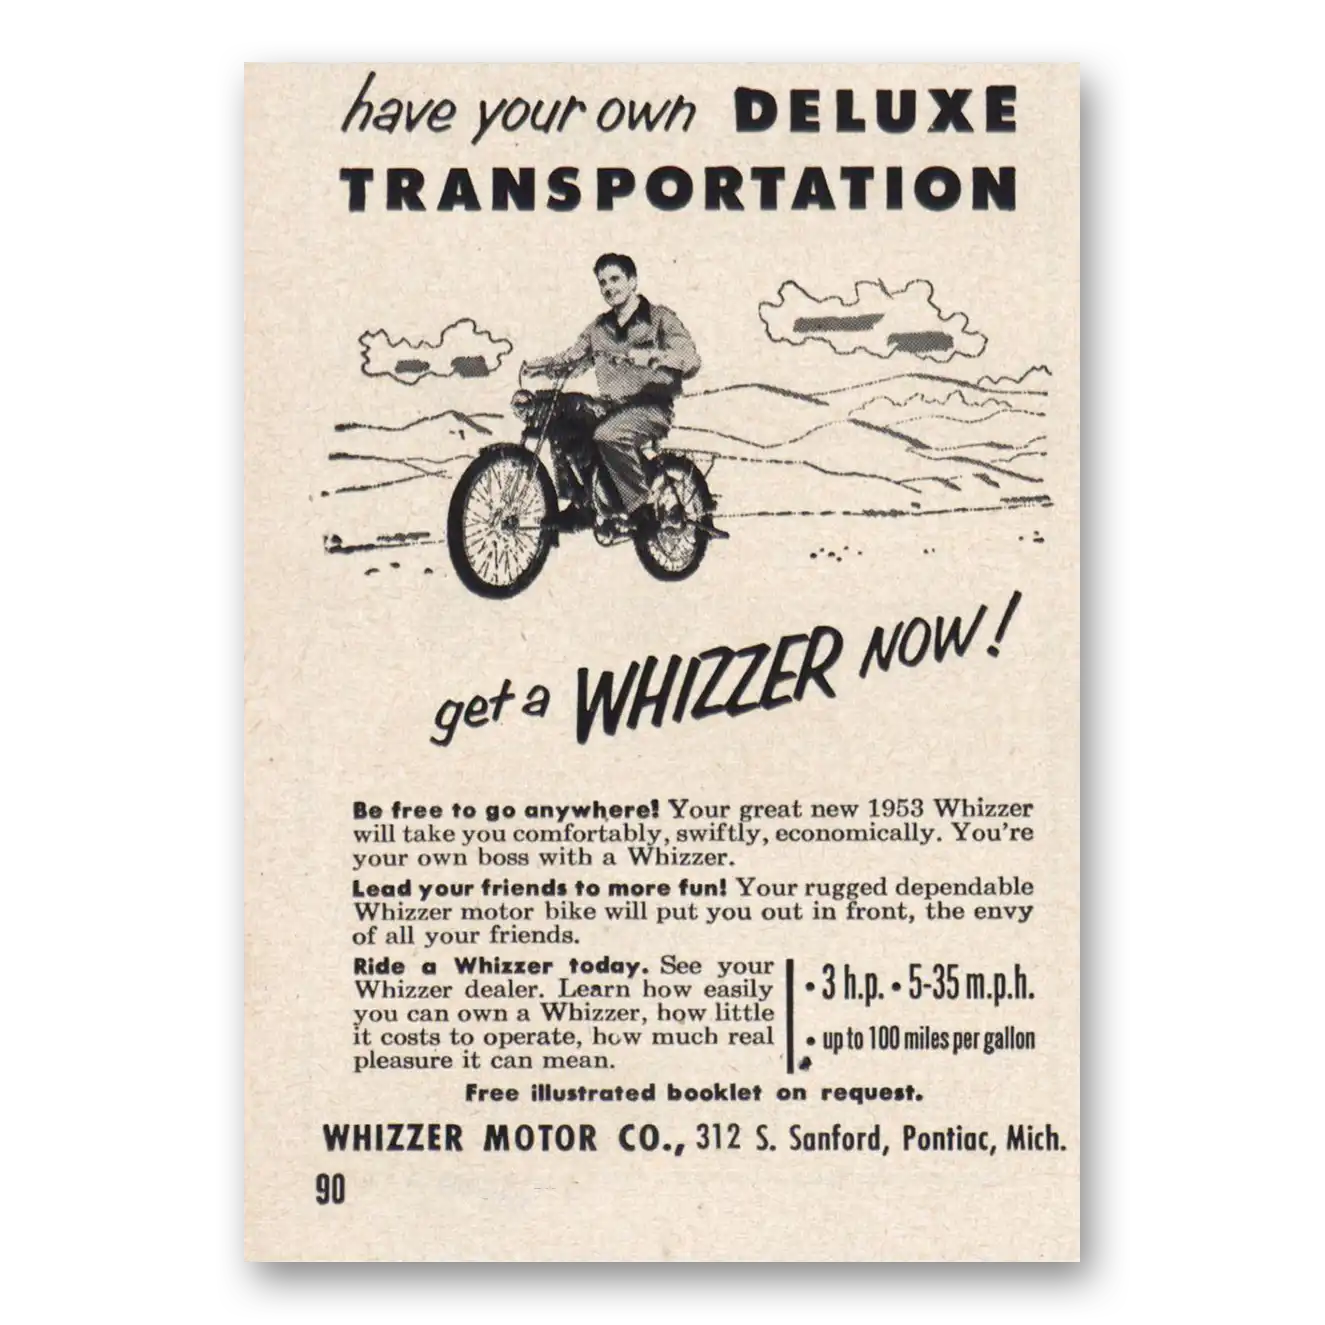 have your own DELUXE
TRANSPORTATION
get a WHIZZER NOW!
Be free to go anywhere! Your great new 1953 Whizzer
will take you comfortably, swiftly, economically. You're
your own boss with a Whizzer.
Lead your friends to more fun! Your rugged dependable
Whizzer motor bike will put you out in front, the envy
of all your friends.
Ride a Whizzer today. See your
Whizzer dealer. Learn how easily
you can own a Whizzer, how little
it costs to operate, how much real
pleasure it can mean.
• 3 h.p. • 5-35 m.p.h.
• up to 100 miles per gallon
Free illustrated booklet on request.
WHIZZER MOTOR CO., 312 S. Sanford, Pontiac, Mich.
90